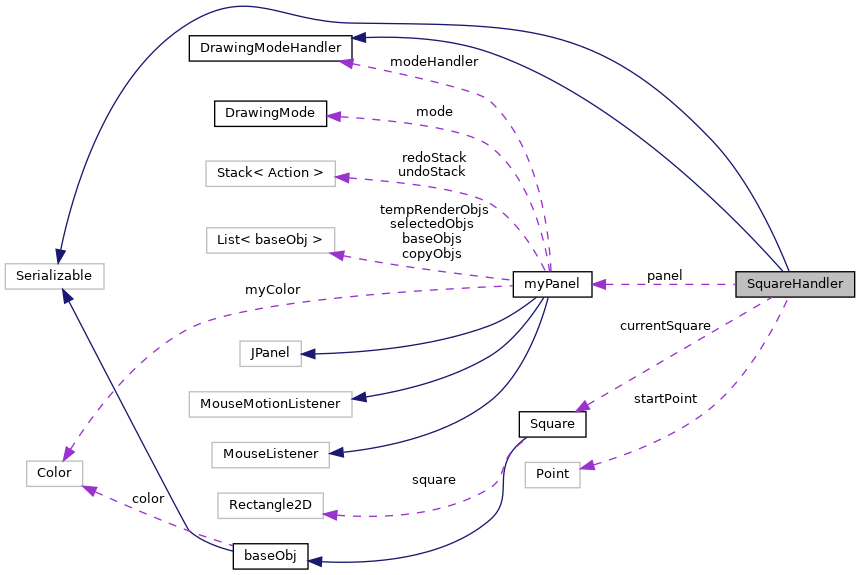 DrawingModeHandler
modeHandler
DrawingMode
mode
Stack< Action >
redoStack
undoStack
List< baseObj >
tempRenderObjs
selectedObjs
baseObjs
copyObjs
Serializable
myColor
myPanel
panel
SquareHandler
JPanel
currentSquare
MouseMotionListener
startPoint
MouseListener
Square
Color
Point
square
color
Rectangle2D
baseObj